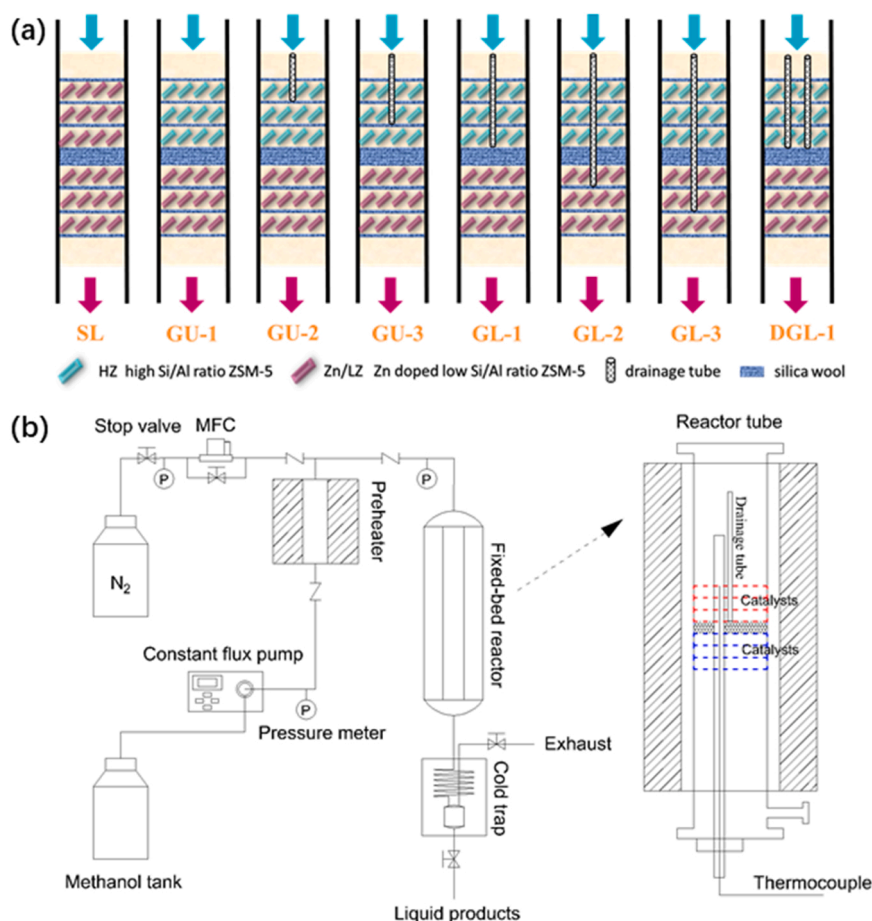 (a)
SL GU-1 GU-2 GU-3 GL-1 GL-2 GL-3 DGL-1
HZ high Si/Al ratio ZSM-5 Zn/LZ Zn doped low Si/Al ratio ZSM-5 drainage tube silica wool
(b)
Stop valve MFC
P
P
N2
Preheater
Constant flux pump
P
Pressure meter
Methanol tank
Fixed-bed reactor
Exhaust
Cold trap
Liquid products
Reactor tube
Drainage tube
Catalysts
Catalysts
Thermocouple